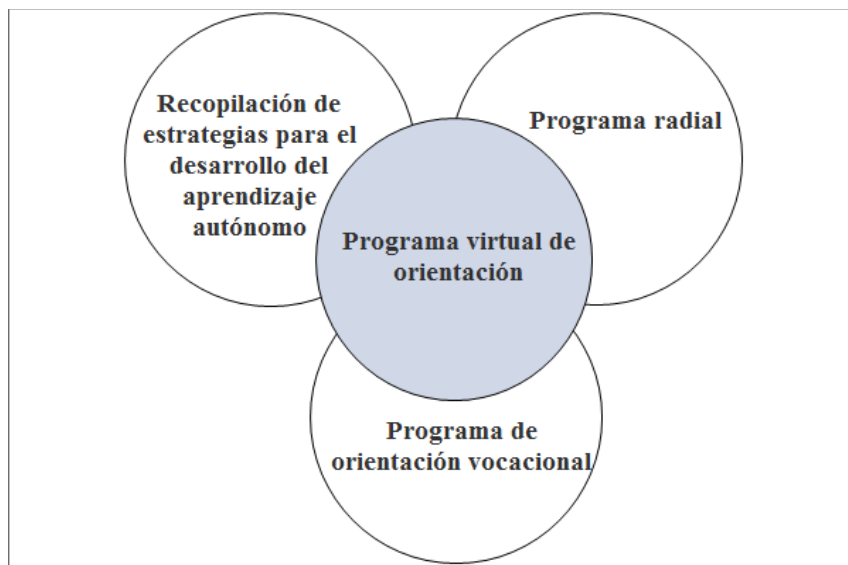 Recopilación de
estrategias para el
desarrollo del
aprendizaje
autónomo
Programa radial
Programa virtual de
orientación
Programa de
orientación vocacional